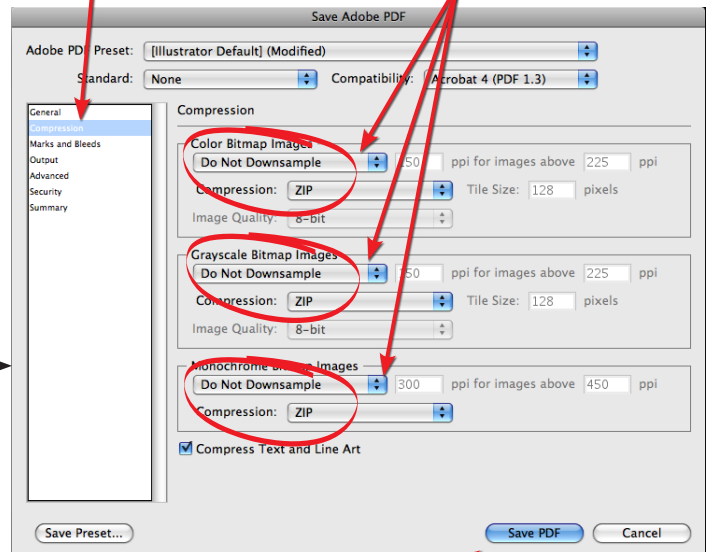 Save Adobe PDF
Adobe PDF Preset: [Illustrator Default] (Modified)
Standard: None Compatibility: Acrobat 4 (PDF 1.3)
General
Compression
Marks and Bleeds
Output
Advanced
Security
Summary
Compression
Color Bitmap Images
Do Not Downsample 150 ppi for images above 225 ppi
Compression: ZIP Tile Size: 128 pixels
Image Quality: 8-bit
Grayscale Bitmap Images
Do Not Downsample 150 ppi for images above 225 ppi
Compression: ZIP Tile Size: 128 pixels
Image Quality: 8-bit
Monochrome Bitmap Images
Do Not Downsample 300 ppi for images above 450 ppi
Compression: ZIP
Compress Text and Line Art
Save Preset... Save PDF Cancel